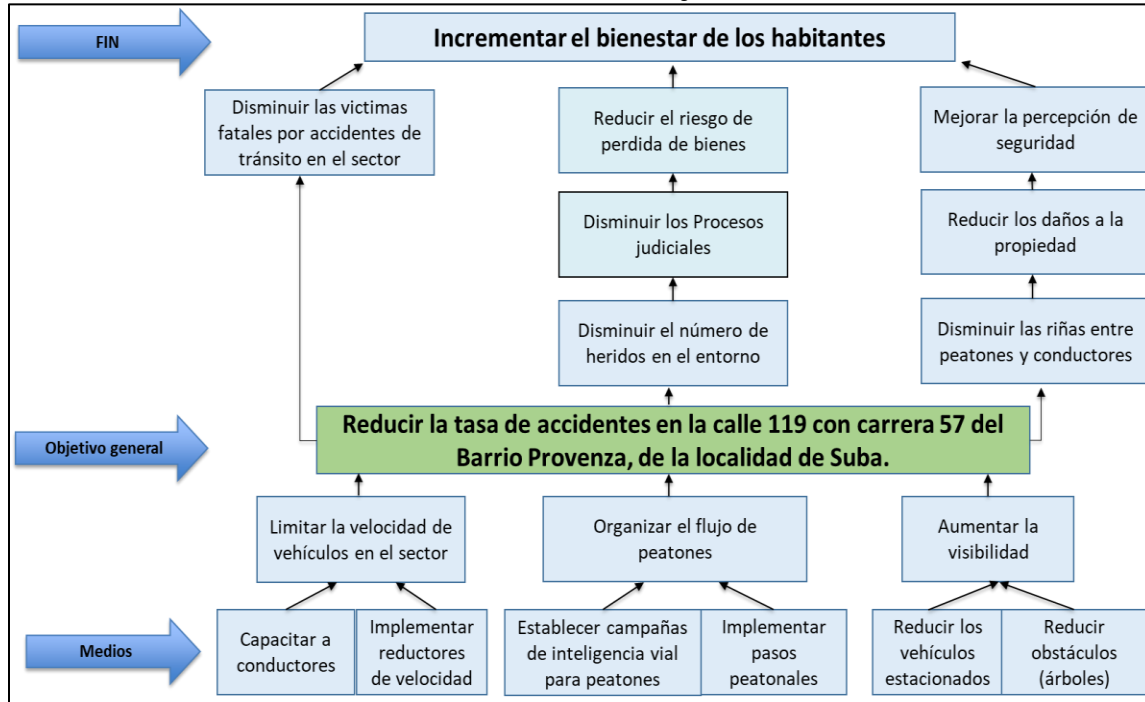 FIN
Incrementar el bienestar de los habitantes
Disminuir las victimas
fatales por accidentes de
tránsito en el sector
Reducir el riesgo de
perdida de bienes
Mejorar la percepción de
seguridad
Disminuir los Procesos
judiciales
Reducir los daños a la
propiedad
Disminuir el número de
heridos en el entorno
Disminuir las riñas entre
peatones y conductores
Objetivo general
Reducir la tasa de accidentes en la calle 119 con carrera 57 del
Barrio Provenza, de la localidad de Suba.
Limitar la velocidad de
vehículos en el sector
Organizar el flujo de
peatones
Aumentar la
visibilidad
Medios
Capacitar a
conductores
Implementar
reductores
de velocidad
Establecer campañas
de inteligencia vial
para peatones
Implementar
pasos
peatonales
Reducir los
vehículos
estacionados
Reducir
obstáculos
(árboles)